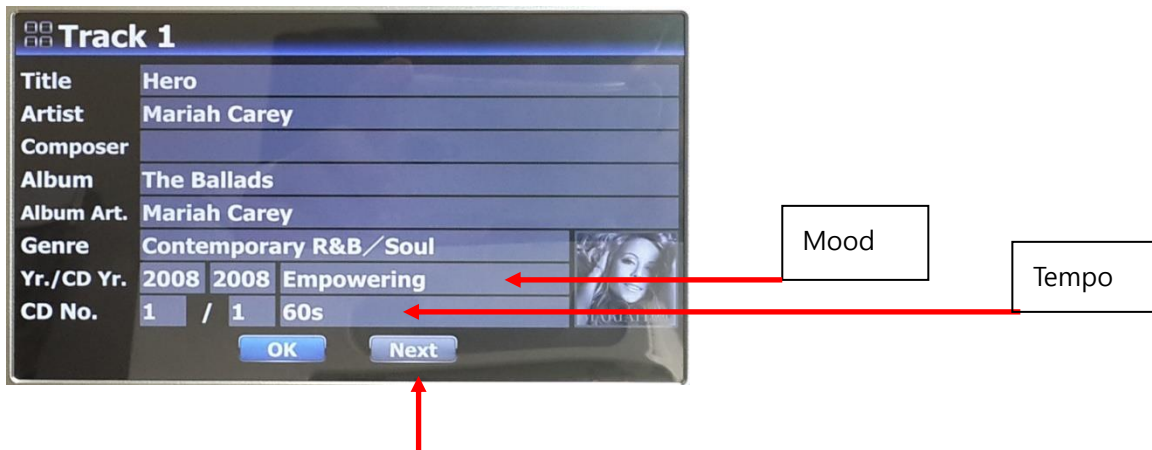 Track 1
Title Hero
Artist Mariah Carey
Composer
Album The Ballads
Album Art. Mariah Carey
Genre Contemporary R&B／Soul
Yr./CD Yr. 2008 2008 Empowering
CD No. 1 / 1 60s
OK Next
Mood
Tempo